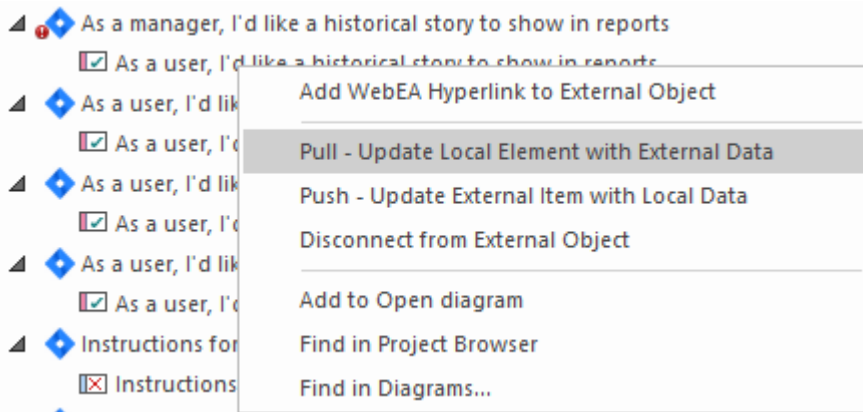 As a manager, I'd like a historical story to show in reports
As a user, I'd like a historical story to show in reports
As a user, I'd lik
As a user, I'd
As a user, I'd lik
As a user, I'd
As a user, I'd lik
As a user, I'd
Instructions for
Instructions
Add WebEA Hyperlink to External Object
Pull - Update Local Element with External Data
Push - Update External Item with Local Data
Disconnect from External Object
Add to Open diagram
Find in Project Browser
Find in Diagrams...